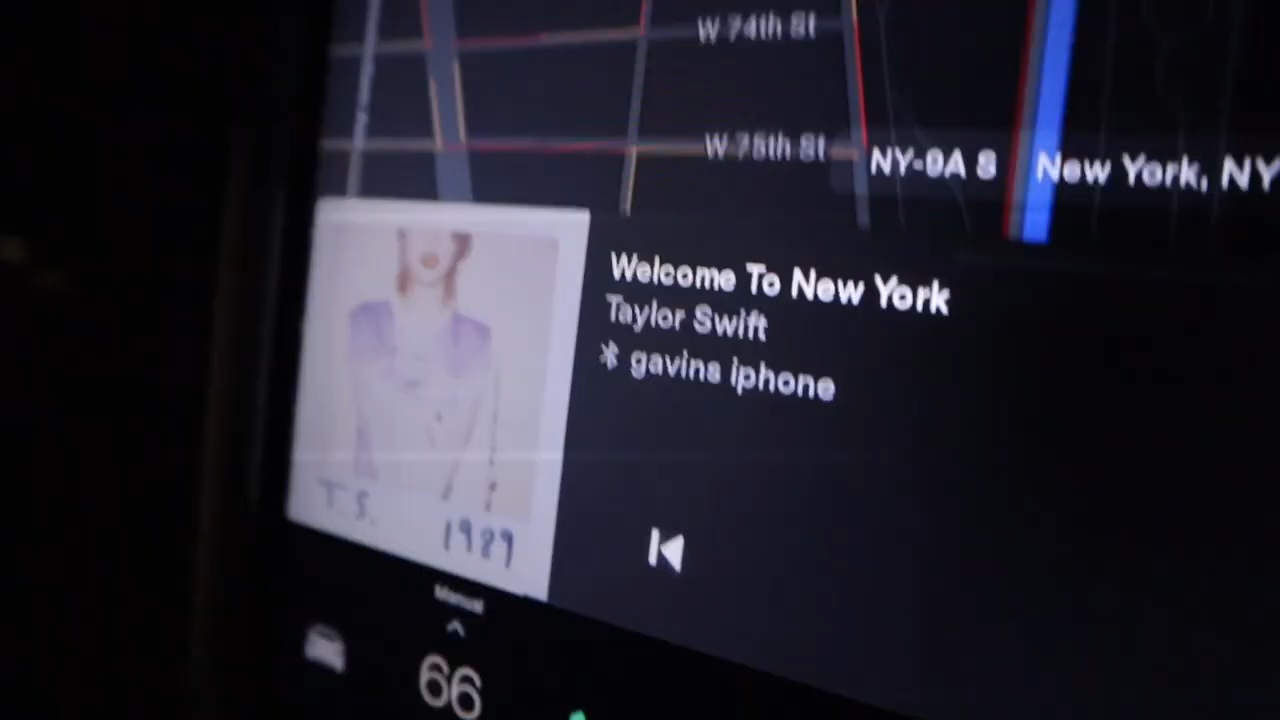 W 74th St
W 75th St
NY-9A S
New York, NY
Welcome To New York
Taylor Swift
gavins iphone
T. S.
1989
Manual
66